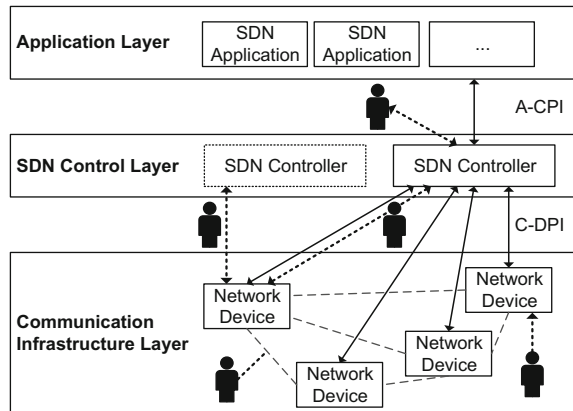 Application Layer
SDN
Application
SDN
Application
...
A-CPI
SDN Control Layer
SDN Controller
SDN Controller
C-DPI
Communication
Infrastructure Layer
Network
Device
Network
Device
Network
Device
Network
Device